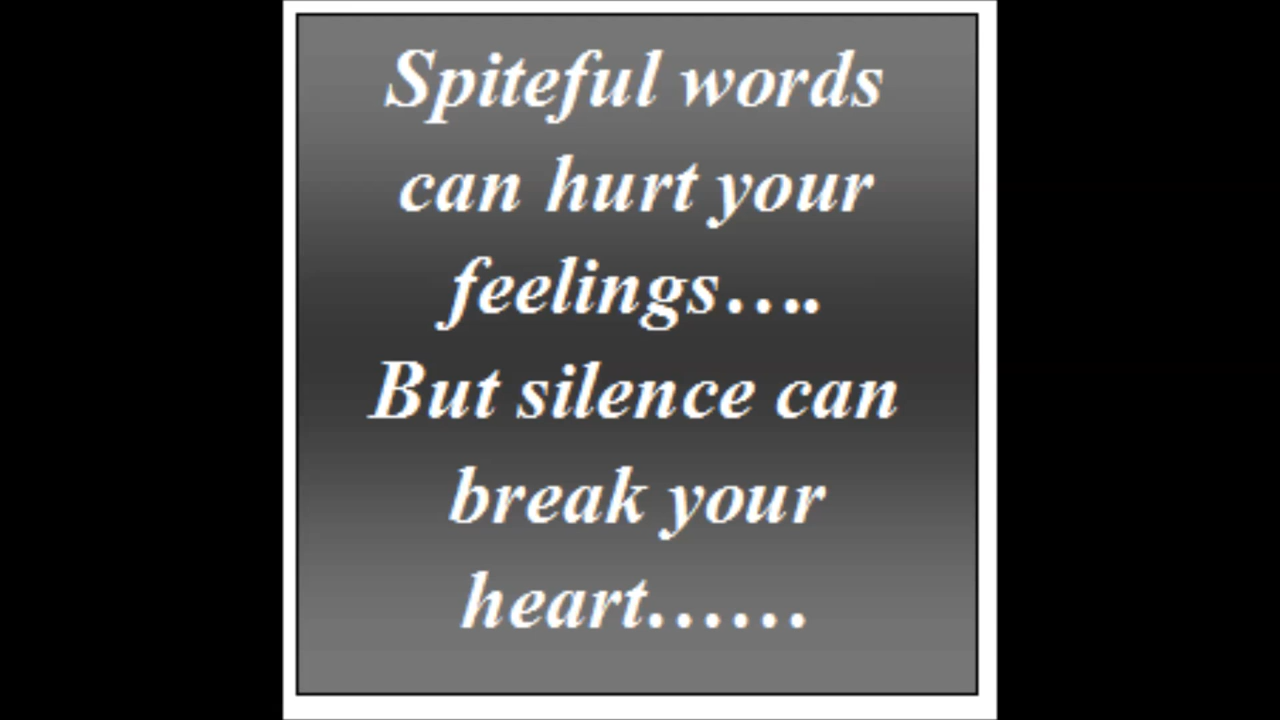 Spiteful words
can hurt your
feelings….
But silence can
break your
heart……